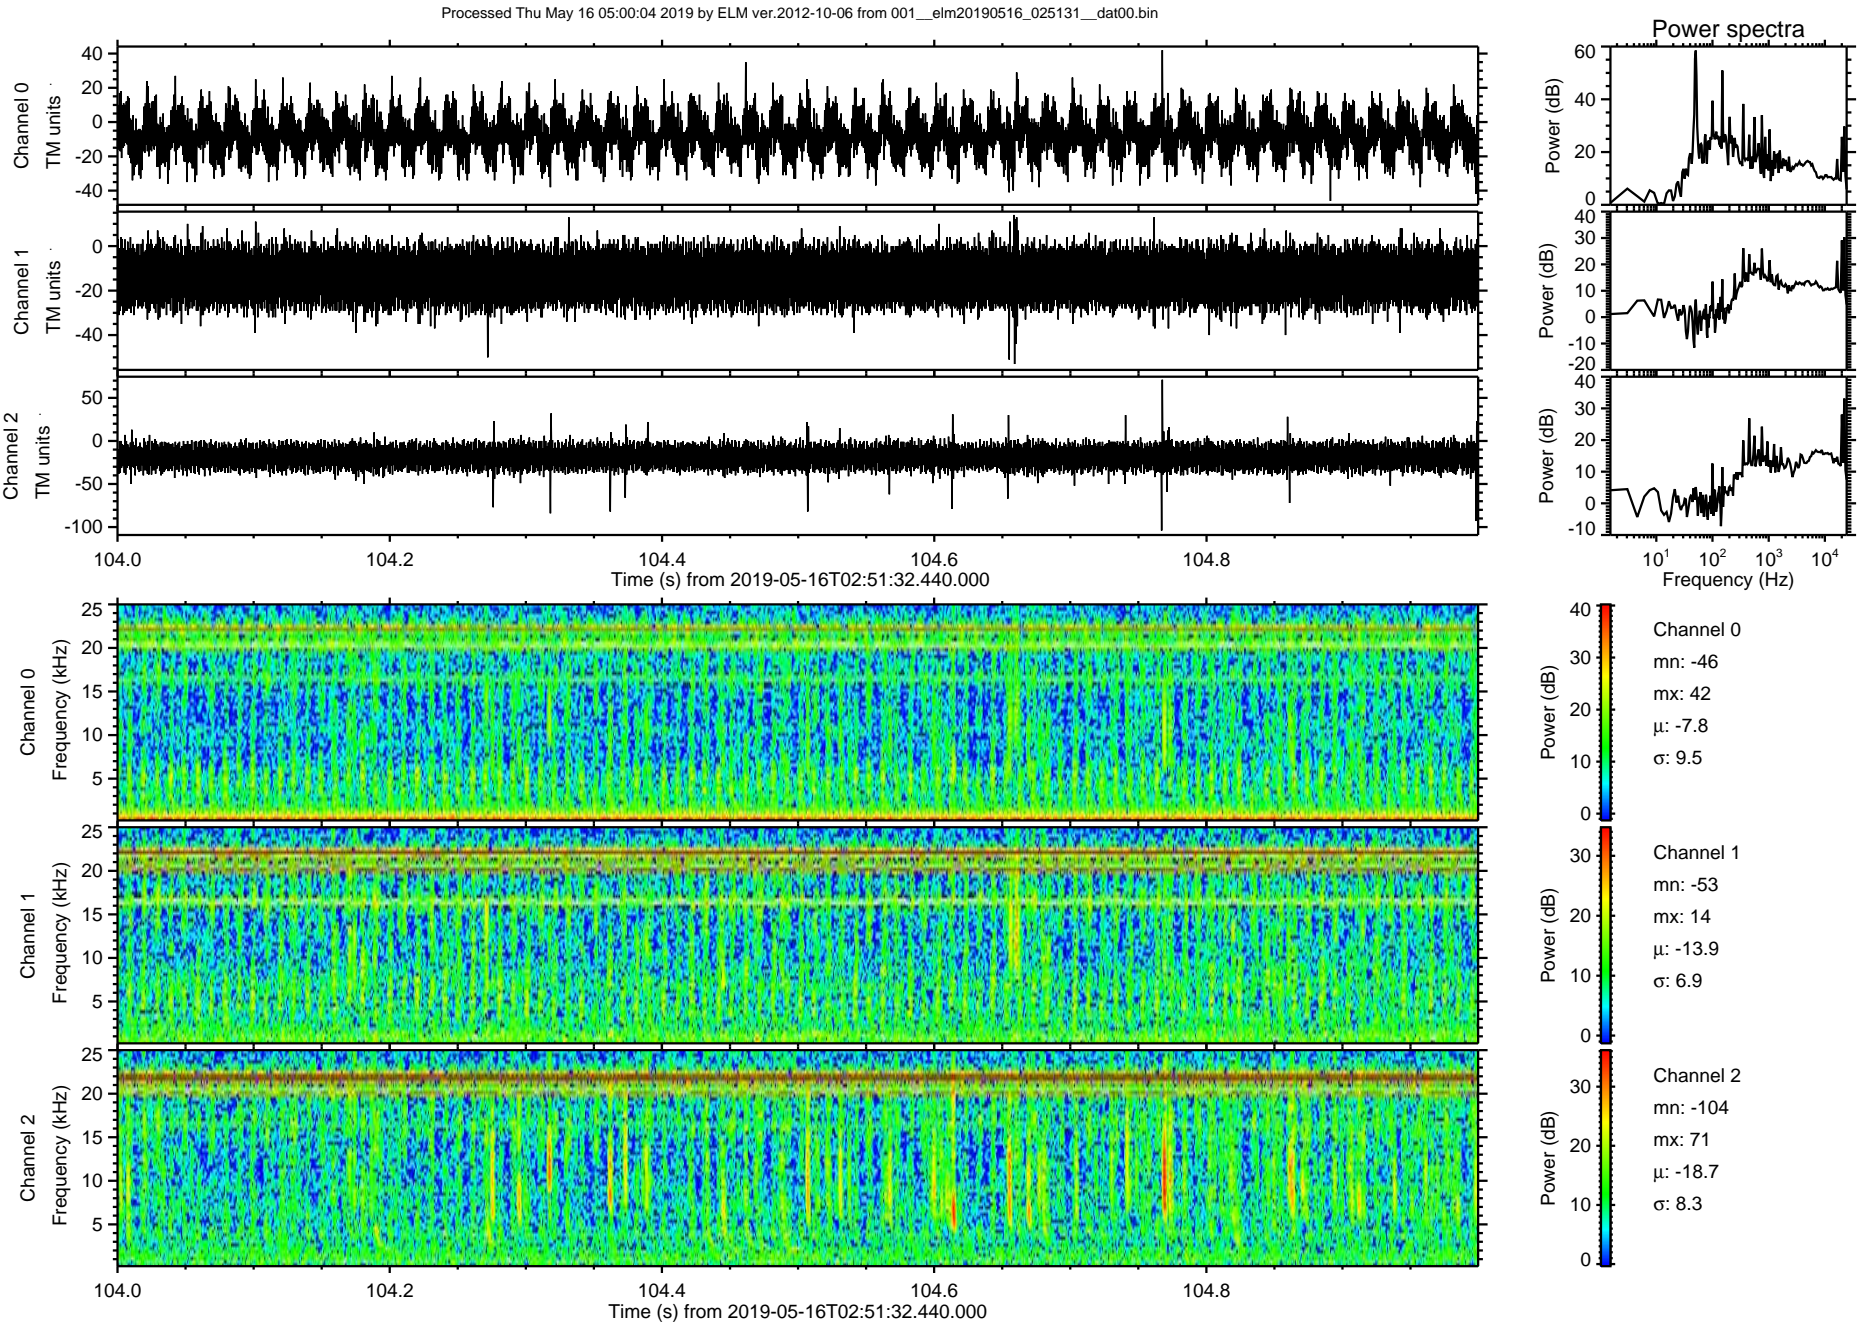 Processed Thu May 16 05:00:04 2019 by ELM ver.2012-10-06 from 001__elm20190516_025131__dat00.bin
Power spectra
Channel 0
TM units
40
20
0
-20
-40
Power (dB)
60
40
20
0
Channel 1
TM units
0
-20
-40
Power (dB)
40
30
20
10
0
-10
-20
Channel 2
TM units
50
0
-50
-100
Power (dB)
40
30
20
10
0
-10
104.0 104.2 104.4 104.6 104.8
Time (s) from 2019-05-16T02:51:32.440.000
10^1 10^2 10^3 10^4
Frequency (Hz)
Channel 0
Frequency (kHz)
25
20
15
10
5
Power (dB)
40
30
20
10
0
Channel 0
mn: -46
mx: 42
μ: -7.8
σ: 9.5
Channel 1
Frequency (kHz)
25
20
15
10
5
Power (dB)
30
20
10
0
Channel 1
mn: -53
mx: 14
μ: -13.9
σ: 6.9
Channel 2
Frequency (kHz)
25
20
15
10
5
Power (dB)
30
20
10
0
Channel 2
mn: -104
mx: 71
μ: -18.7
σ: 8.3
104.0 104.2 104.4 104.6 104.8
Time (s) from 2019-05-16T02:51:32.440.000